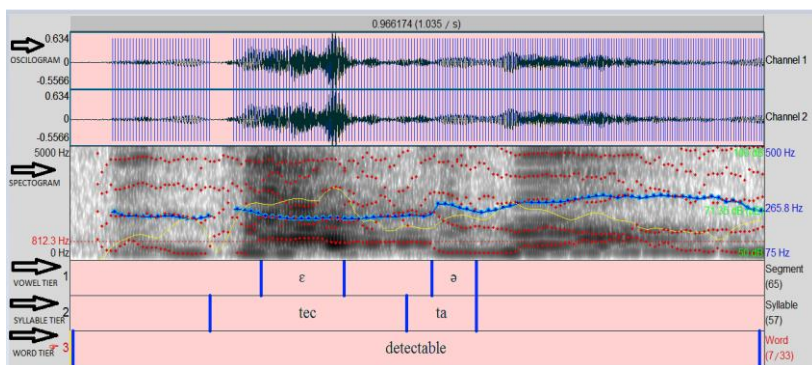 0.966174 (1.035 / s)
0.634
OSCILOGRAM 0
-0.5566
Channel 1
0.634
0
-0.5566
Channel 2
5000 Hz
500 Hz
SPECTOGRAM
265.8 Hz
812.3 Hz
0 Hz
75 Hz
1 ɛ ə Segment
VOWEL TIER
(65)
2 tec ta Syllable
SYLLABLE TIER
(57)
3 detectable Word
WORD TIER
(7/33)